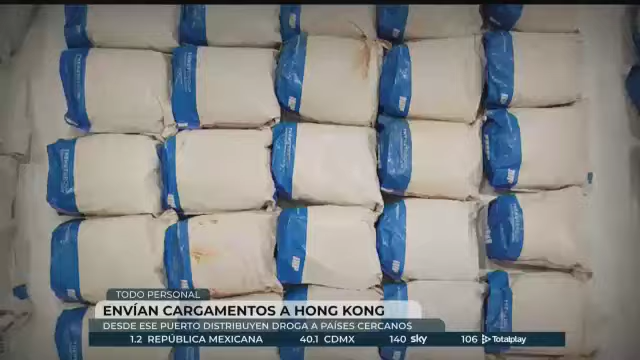 TODO PERSONAL
ENVÍAN CARGAMENTOS A HONG KONG
DESDE ESE PUERTO DISTRIBUYEN DROGA A PAÍSES CERCANOS
1.2 REPÚBLICA MEXICANA 40.1 CDMX 140 sky 106 Totalplay